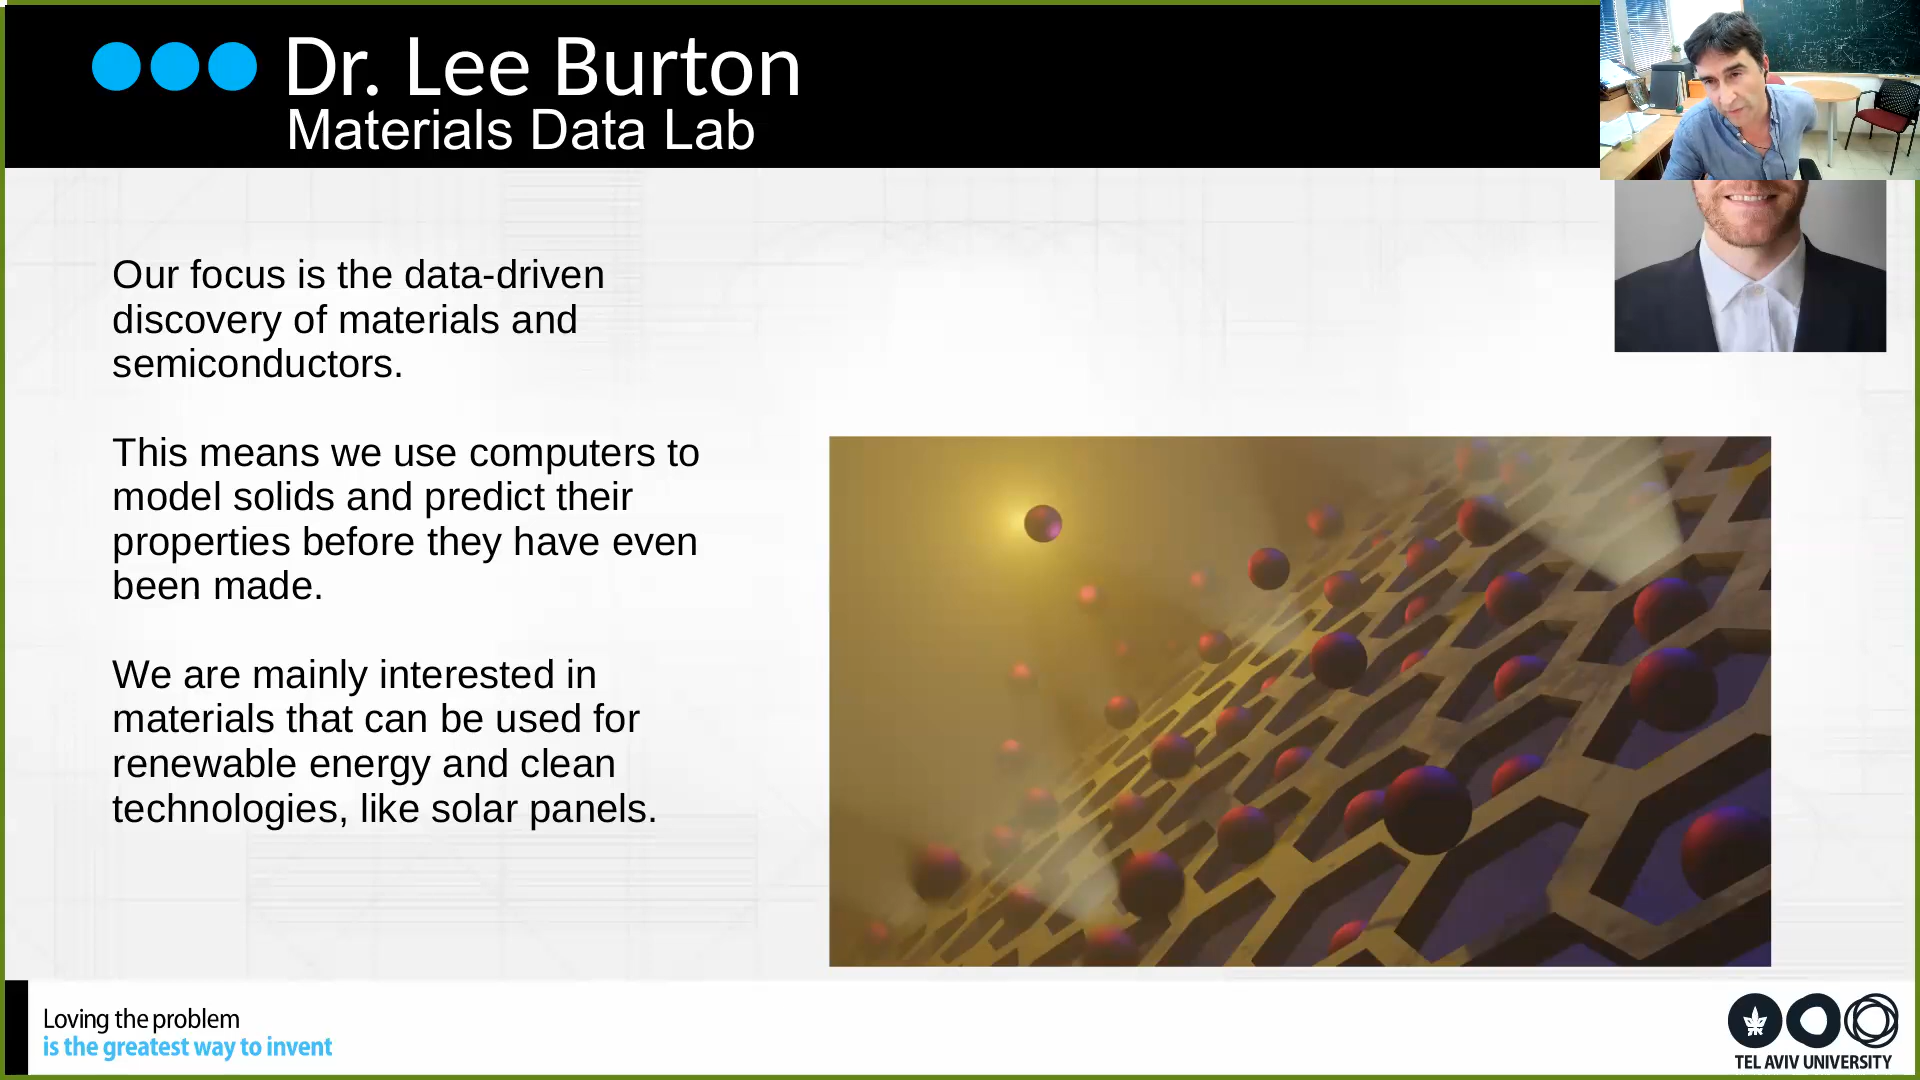 Dr. Lee Burton
Materials Data Lab
Our focus is the data-driven
discovery of materials and
semiconductors.
This means we use computers to
model solids and predict their
properties before they have even
been made.
We are mainly interested in
materials that can be used for
renewable energy and clean
technologies, like solar panels.
Loving the problem
is the greatest way to invent
TEL AVIV UNIVERSITY